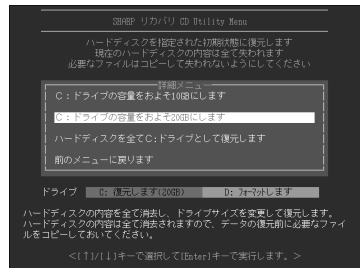 SHARP リカバリ CD Utility Menu
ハードディスクを指定された初期状態に復元します
現在のハードディスクの内容は全て失われます
必要なファイルはコピーして失われないようにしてください
詳細メニュー
C:ドライブの容量をおよそ10GBにします
C:ドライブの容量をおよそ20GBにします
ハードディスクを全てC:ドライブとして復元します
前のメニューに戻ります
ドライブ C: 復元します(20GB) D: フォーマットします
ハードディスクの内容を全て消去し、ドライブサイズを変更して復元します。
ハードディスクの内容は全て消去されますので、データの復元前に必要なファイ
ルをコピーしておいてください。
<[↑]/[↓]キーで選択して[Enter]キーで実行します。>